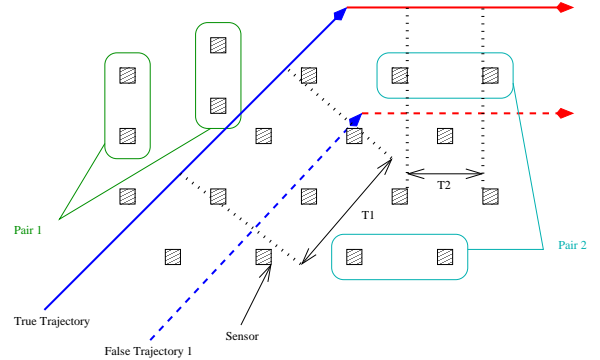 T2
T1
Pair 1
Pair 2
True Trajectory
Sensor
False Trajectory 1